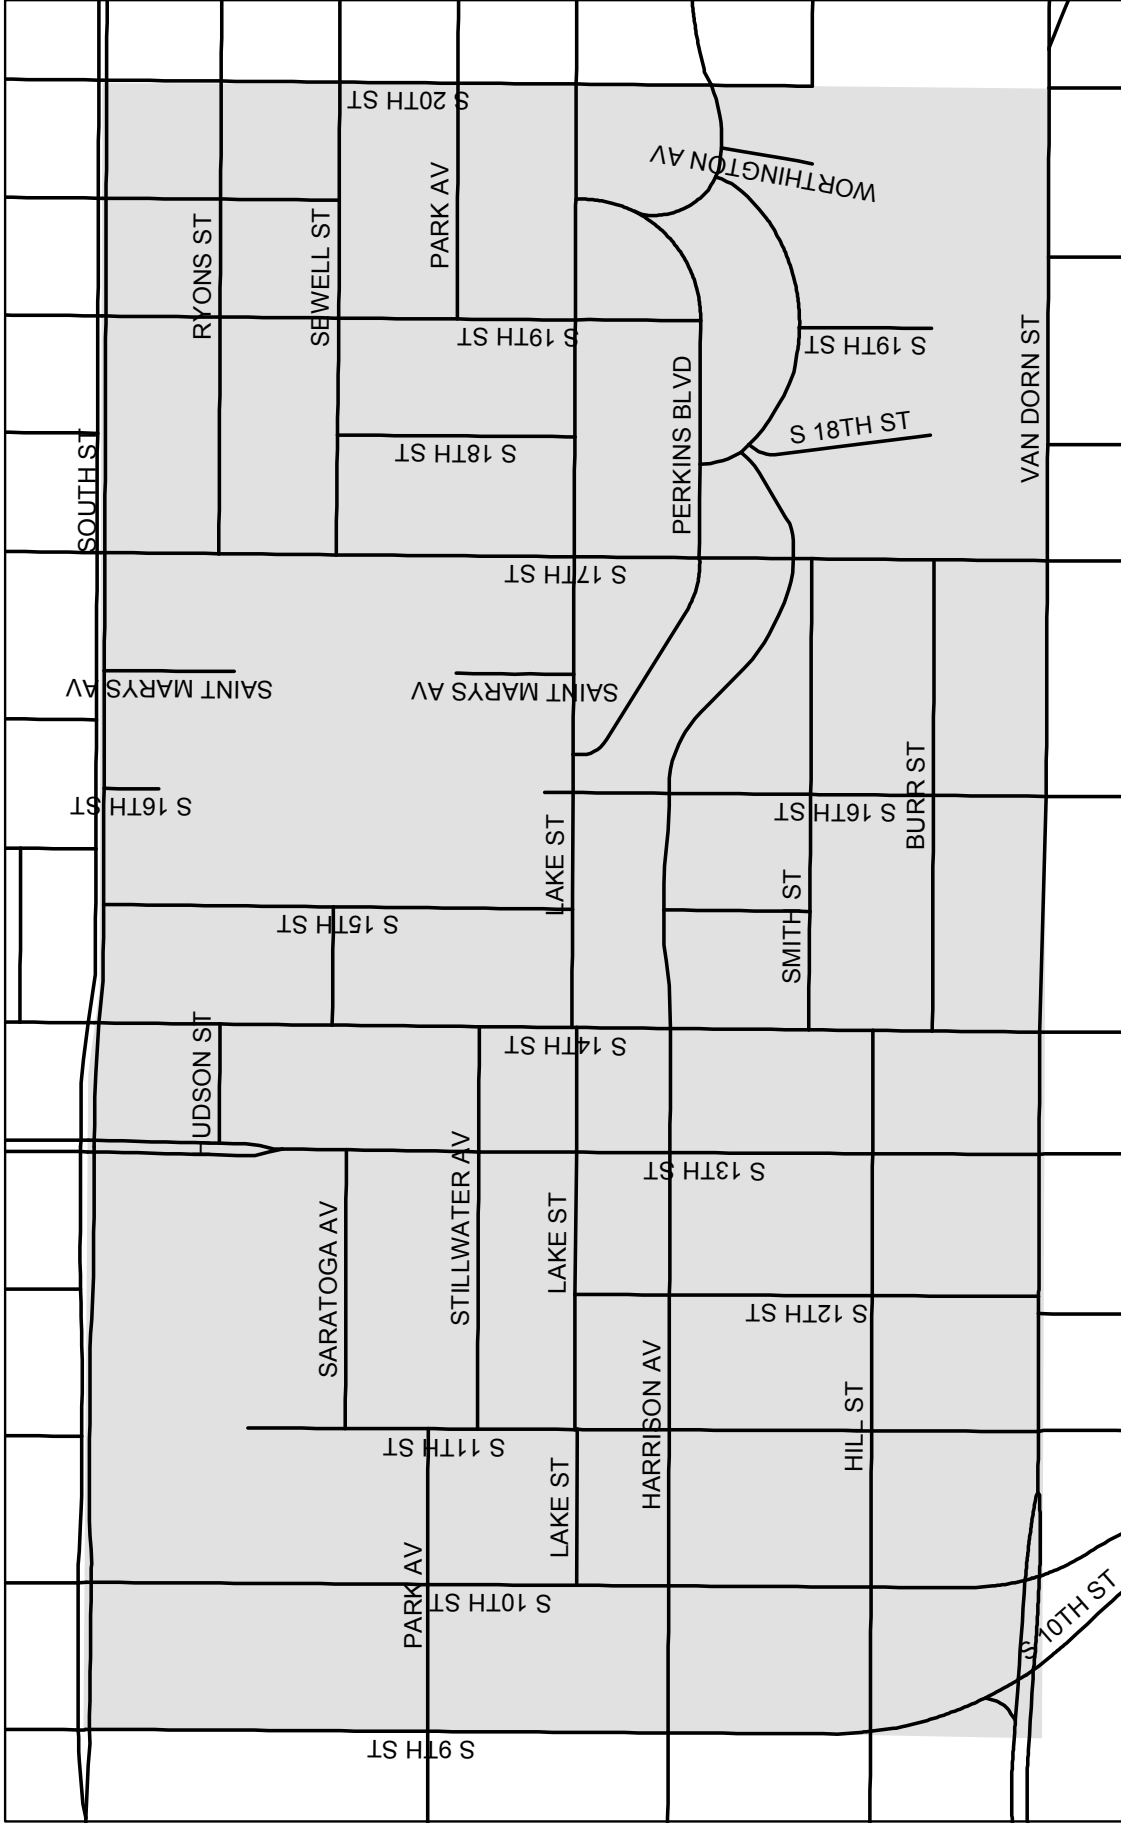 S 20TH ST
WORTHINGTON AV
PARK AV
RYONS ST
SEWELL ST
S 19TH ST
S 19TH ST
VAN DORN ST
PERKINS BLVD
S 18TH ST
S 18TH ST
SOUTH ST
S 17TH ST
SAINT MARYS AV
SAINT MARYS AV
S 16TH ST
S 16TH ST
BURR ST
LAKE ST
SMITH ST
S 15TH ST
S 14TH ST
UDSON ST
S 13TH ST
STILLWATER AV
SARATOGA AV
LAKE ST
S 12TH ST
HARRISON AV
HILL ST
S 11TH ST
LAKE ST
PARK AV
S 10TH ST
S 10TH ST
S 9TH ST